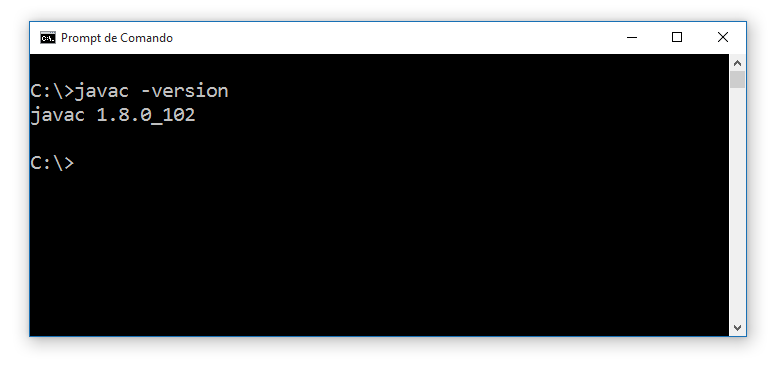 Prompt de Comando
C:\>javac -version
javac 1.8.0_102
C:\>